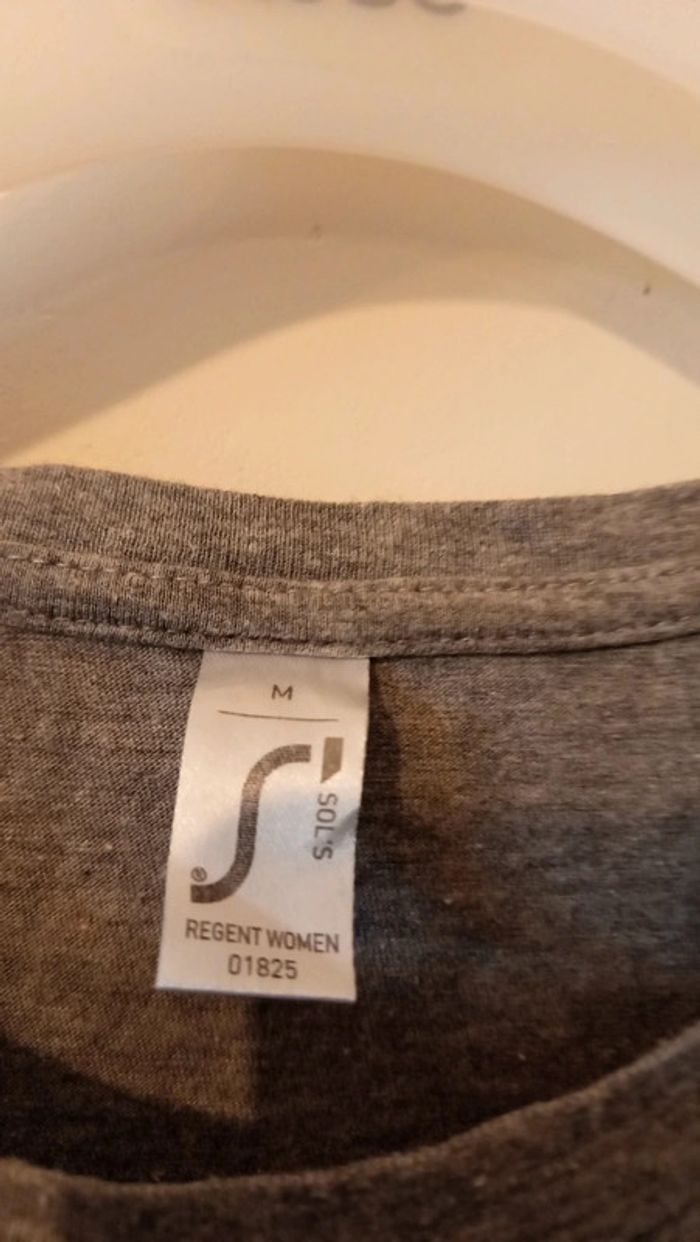 M
SOL'S
®
REGENT WOMEN
01825